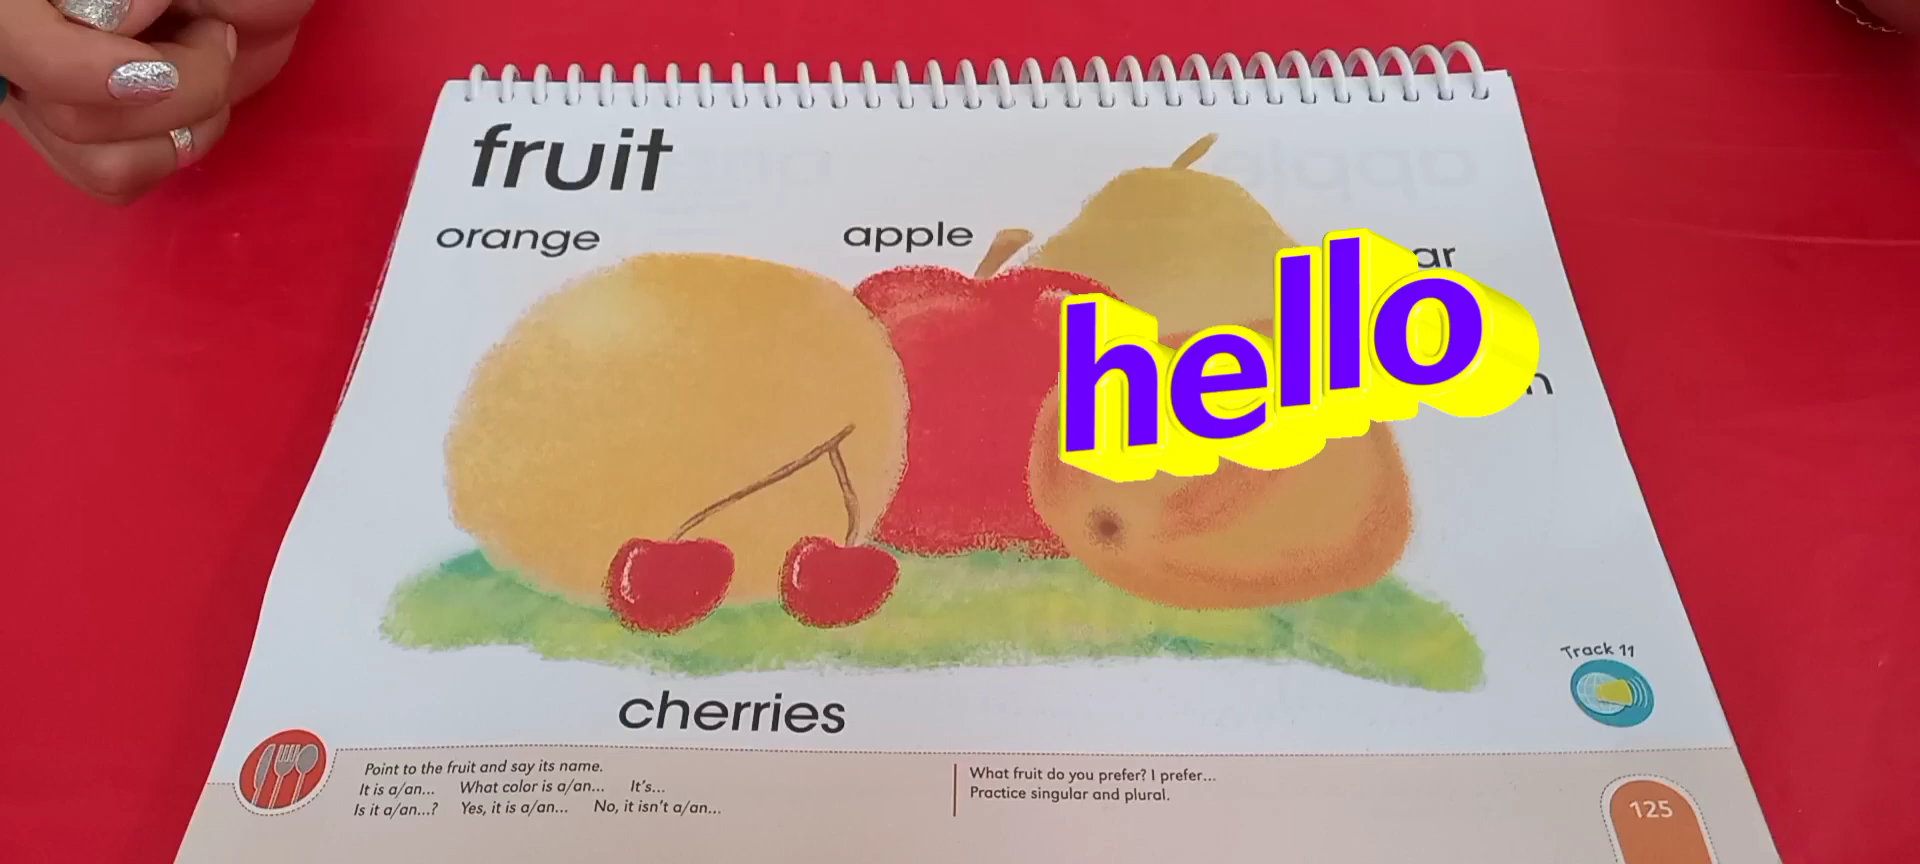 fruit
orange
apple
hello
cherries
Track 11
Point to the fruit and say its name.
It is a/an... What color is a/an... It's...
Is it a/an...? Yes, it is a/an... No, it isn't a/an...
What fruit do you prefer? I prefer...
Practice singular and plural.
125